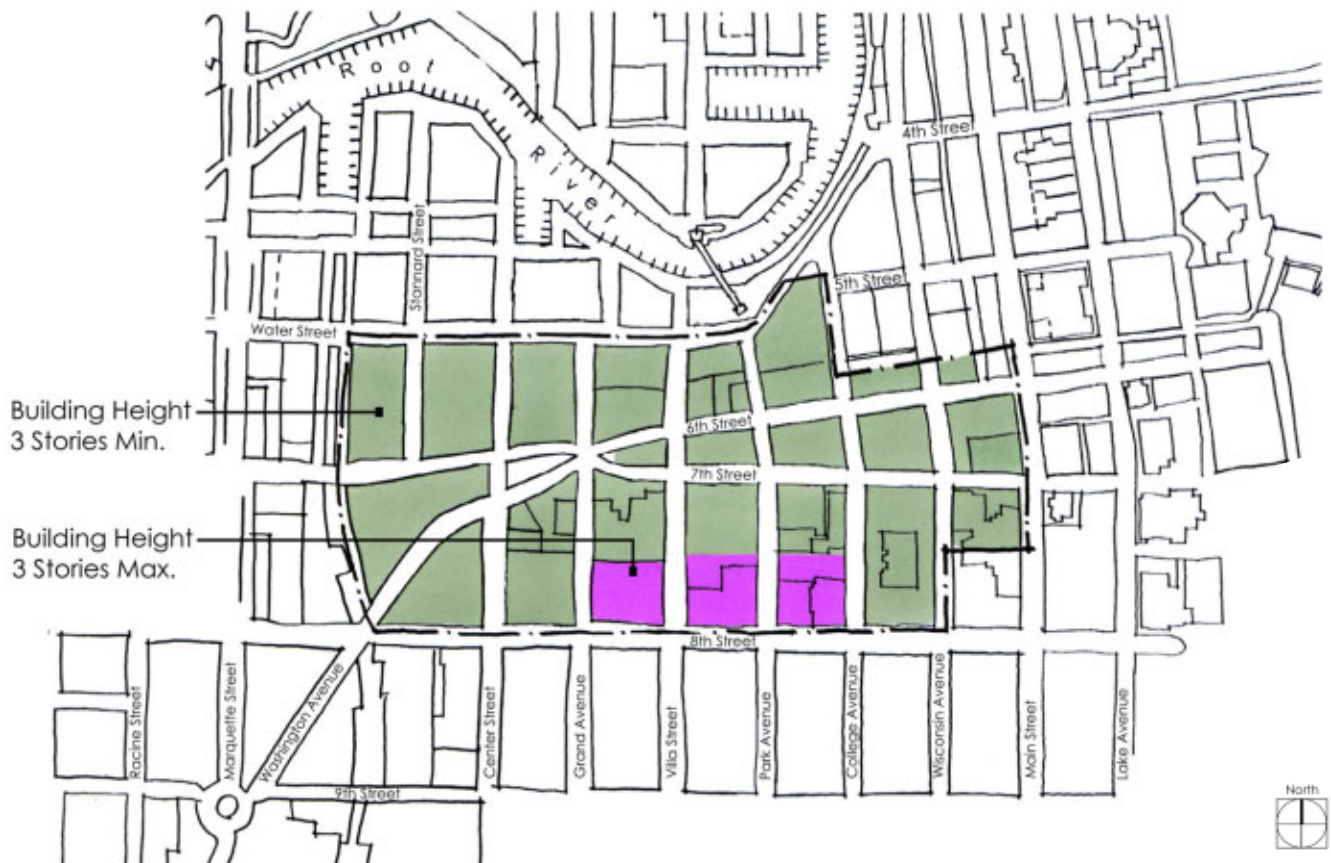 Root
River
4th Street
Stannard Street
5th Street
Water Street
Building Height
3 Stories Min.
6th Street
7th Street
Building Height
3 Stories Max.
8th Street
Racine Street
Marquette Street
Washington Avenue
Center Street
Grand Avenue
Villa Street
Park Avenue
College Avenue
Wisconsin Avenue
Main Street
Lake Avenue
9th Street
North